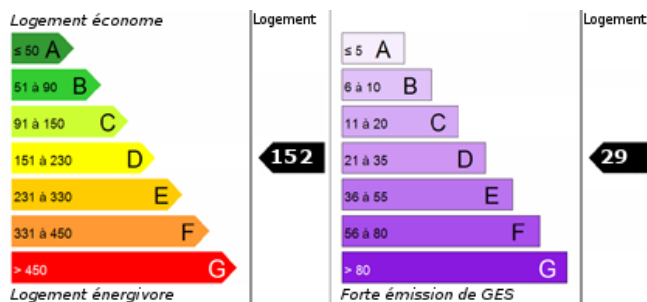 Logement économe
Logement
≤ 50 A
51 à 90 B
91 à 150 C
151 à 230 D
152
231 à 330 E
331 à 450 F
> 450 G
Logement énergivore
Logement
≤ 5 A
6 à 10 B
11 à 20 C
21 à 35 D
29
36 à 55 E
56 à 80 F
> 80 G
Forte émission de GES